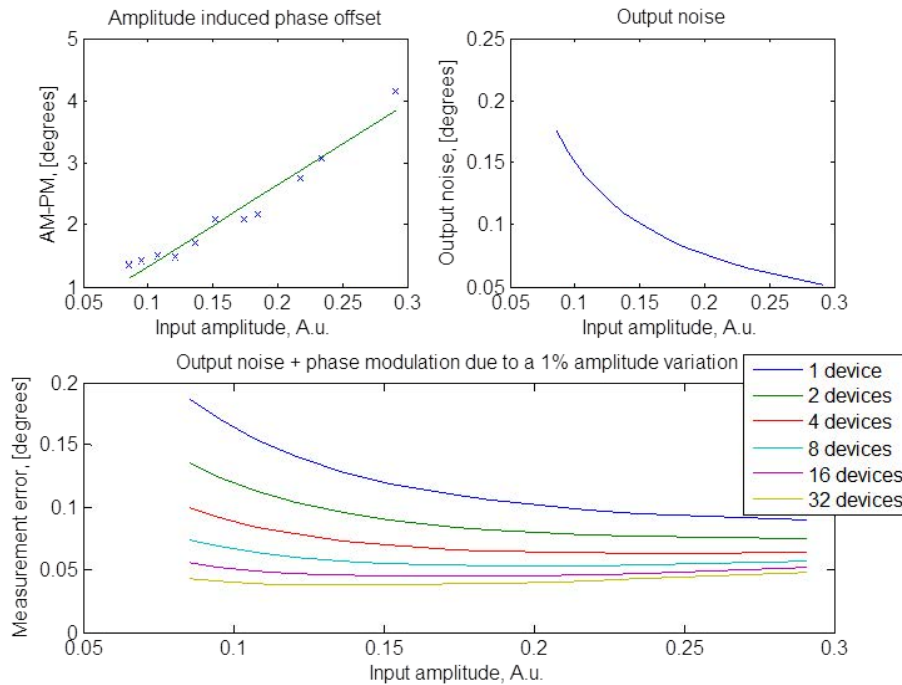 Amplitude induced phase offset
5
4
3
2
1
0.05 0.1 0.15 0.2 0.25 0.3
AM-PM, [degrees]
Input amplitude, A.u.
Output noise
0.25
0.2
0.15
0.1
0.05
0.05 0.1 0.15 0.2 0.25 0.3
Output noise, [degrees]
Input amplitude, A.u.
Output noise + phase modulation due to a 1% amplitude variation
1 device
2 devices
4 devices
8 devices
16 devices
32 devices
0.2
0.15
0.1
0.05
0
0.05 0.1 0.15 0.2 0.25 0.3
Measurement error, [degrees]
Input amplitude, A.u.